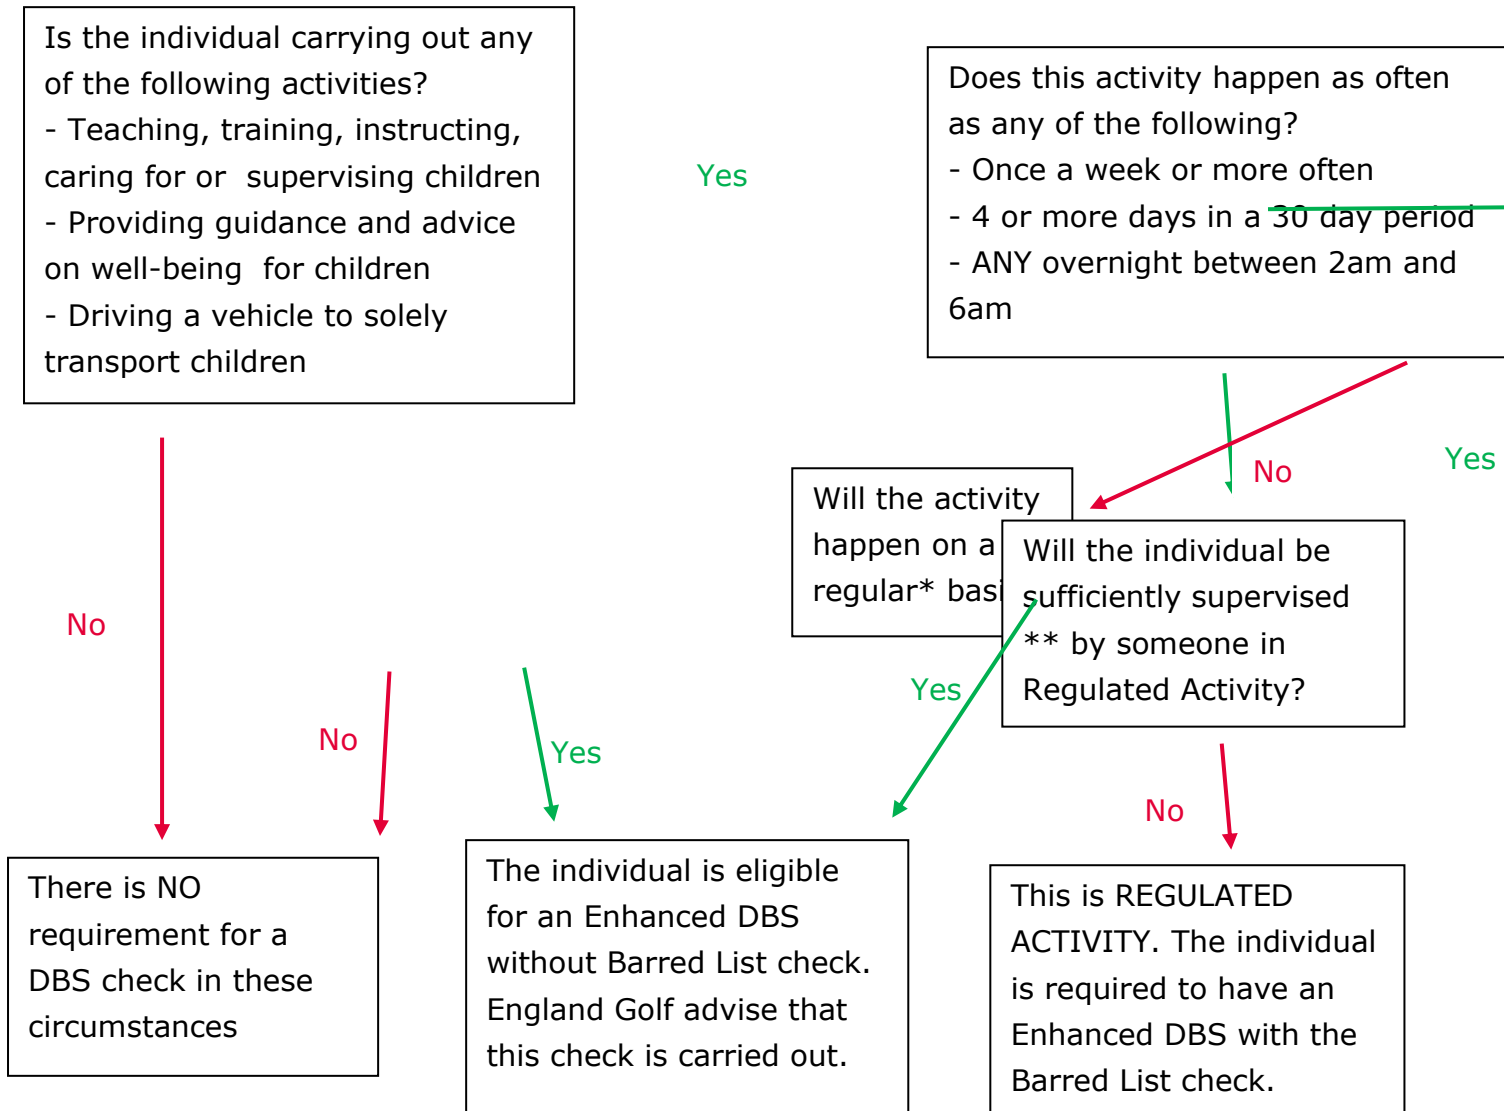 Is the individual carrying out any
of the following activities?
- Teaching, training, instructing,
caring for or supervising children
- Providing guidance and advice
on well-being for children
- Driving a vehicle to solely
transport children
Yes
Does this activity happen as often
as any of the following?
- Once a week or more often
- 4 or more days in a 30 day period
- ANY overnight between 2am and
6am
No
Yes
Will the activity
happen on a
regular* basi
Will the individual be
sufficiently supervised
** by someone in
Regulated Activity?
No
Yes
No
Yes
No
There is NO
requirement for a
DBS check in these
circumstances
The individual is eligible
for an Enhanced DBS
without Barred List check.
England Golf advise that
this check is carried out.
This is REGULATED
ACTIVITY. The individual
is required to have an
Enhanced DBS with the
Barred List check.